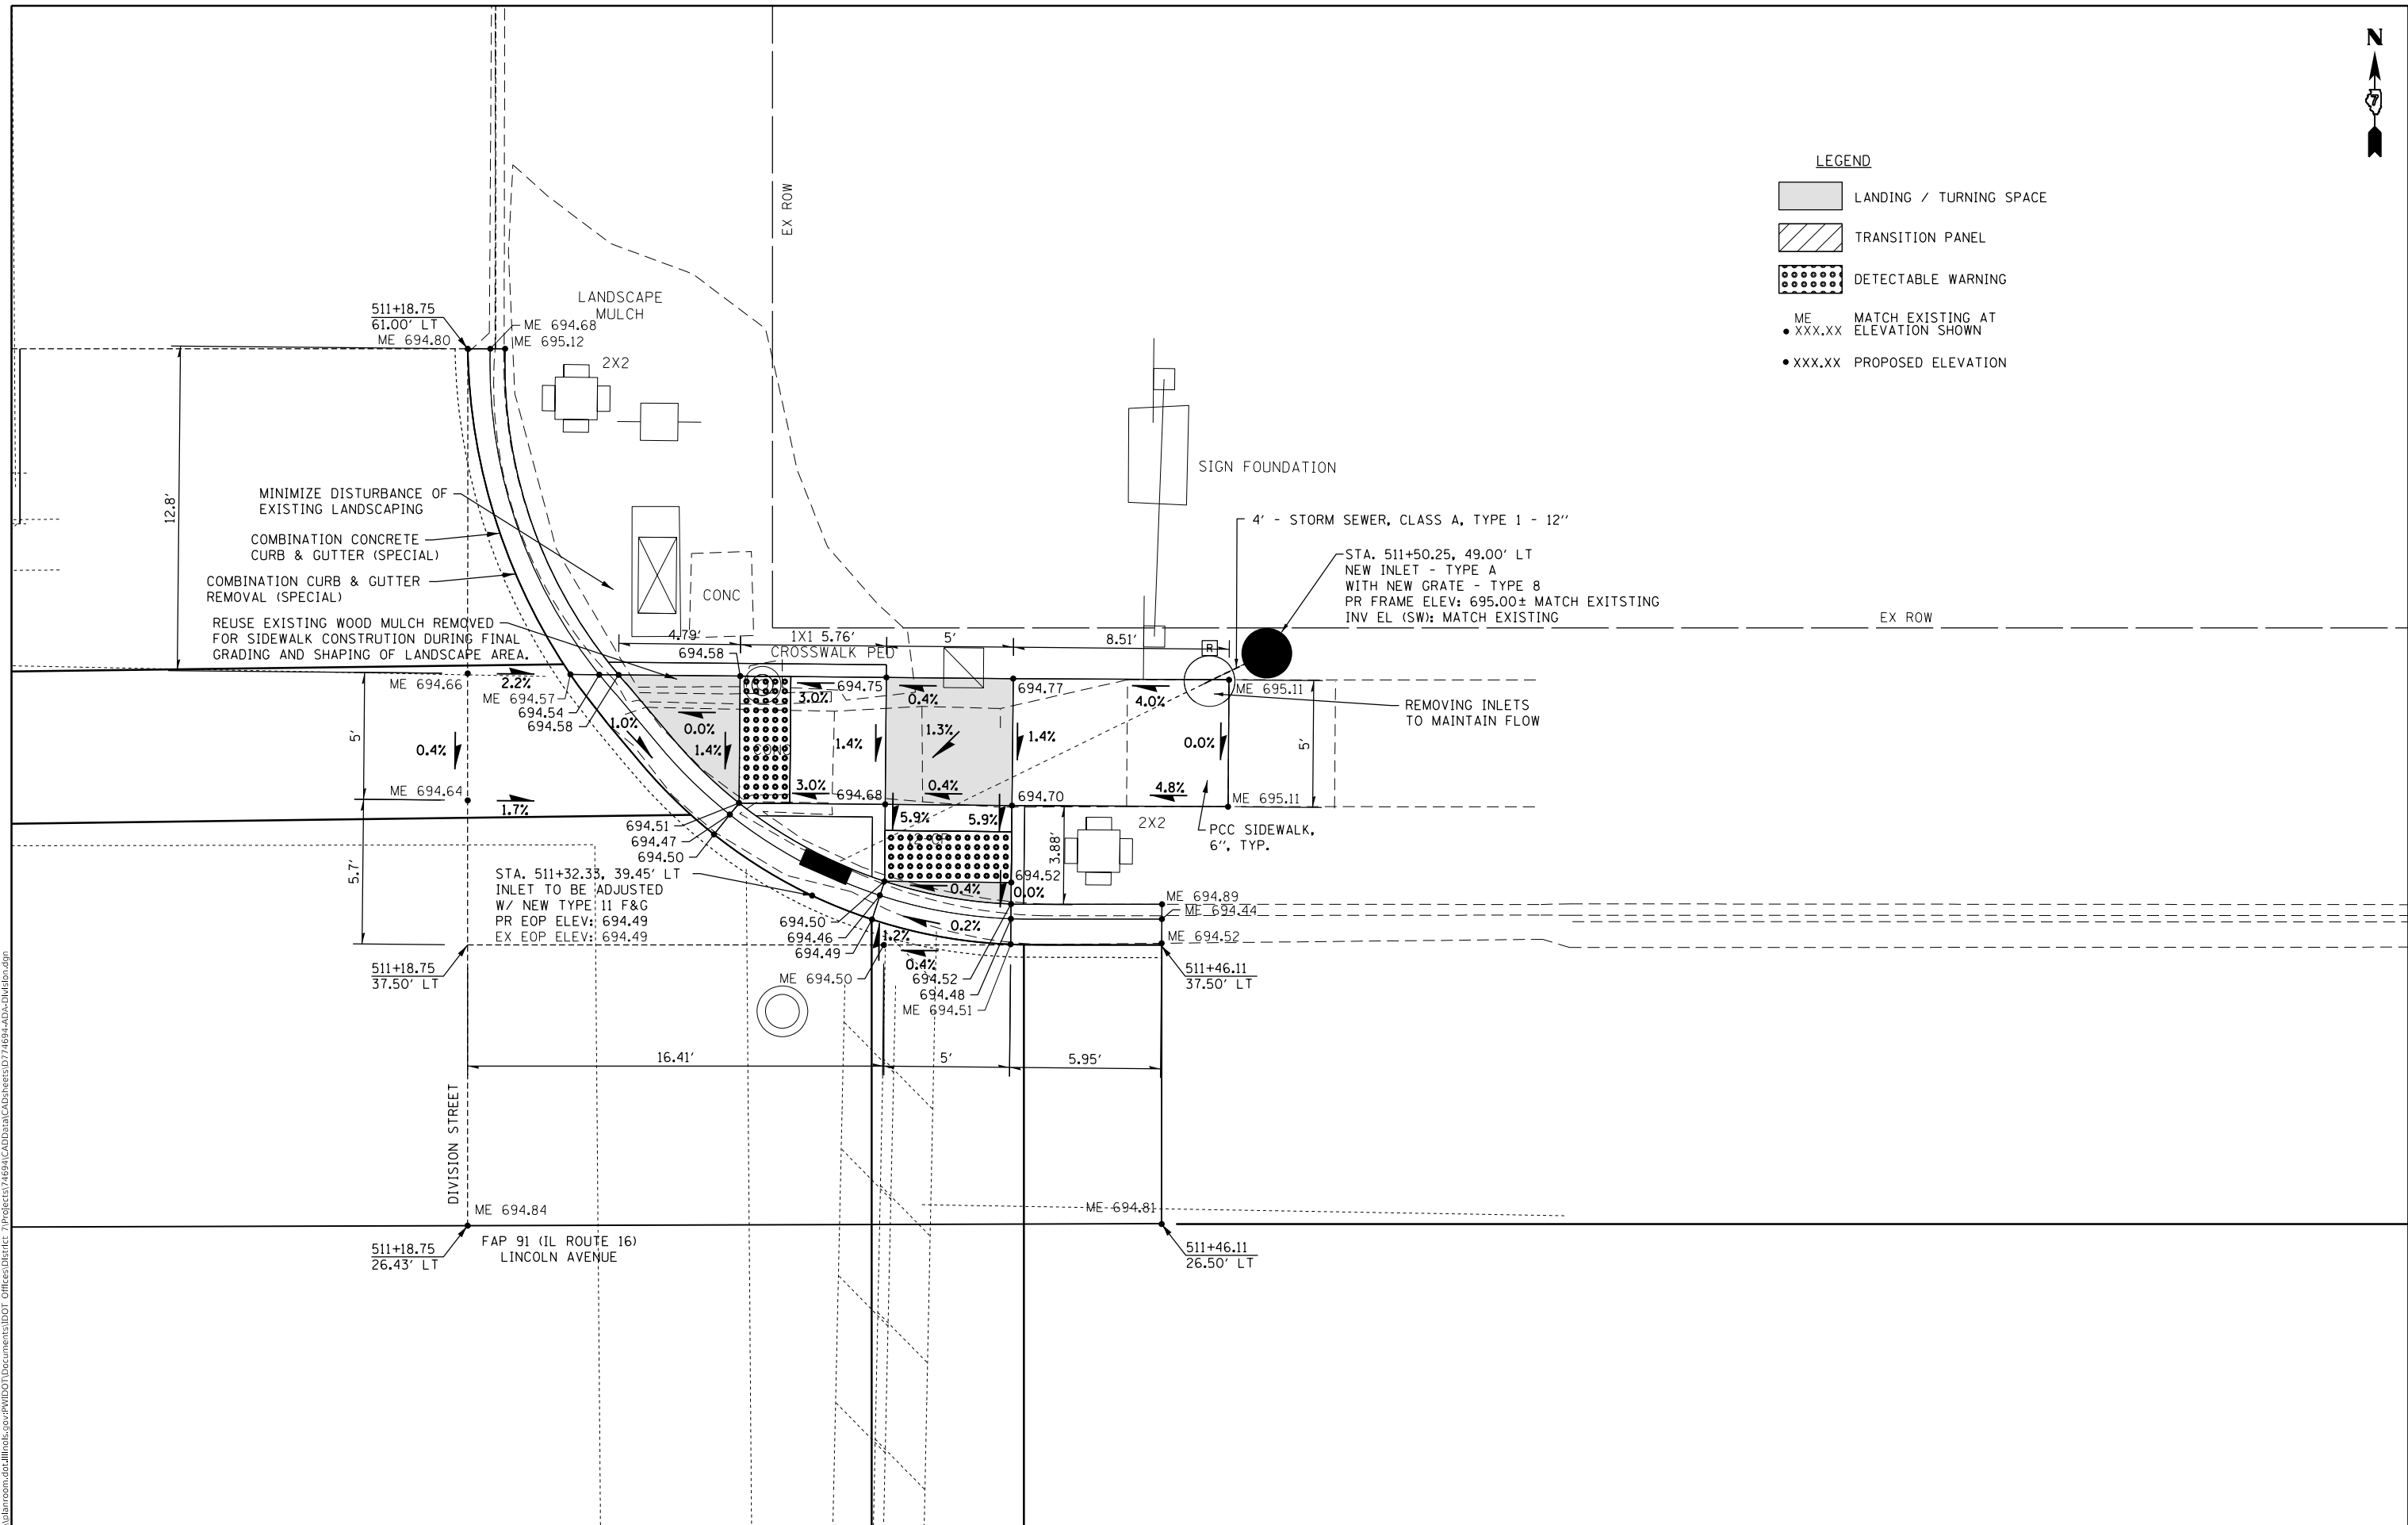 N
7
LEGEND
LANDING / TURNING SPACE
TRANSITION PANEL
DETECTABLE WARNING
ME
XXX.XX
MATCH EXISTING AT
ELEVATION SHOWN
XXX.XX PROPOSED ELEVATION
EX ROW
LANDSCAPE
MULCH
511+18.75
61.00' LT
ME 694.80
ME 694.68
ME 695.12
2X2
12.8'
MINIMIZE DISTURBANCE OF
EXISTING LANDSCAPING
COMBINATION CONCRETE
CURB & GUTTER (SPECIAL)
COMBINATION CURB & GUTTER
REMOVAL (SPECIAL)
REUSE EXISTING WOOD MULCH REMOVED
FOR SIDEWALK CONSTRUTION DURING FINAL
GRADING AND SHAPING OF LANDSCAPE AREA.
CONC
SIGN FOUNDATION
4' - STORM SEWER, CLASS A, TYPE 1 - 12"
STA. 511+50.25, 49.00' LT
NEW INLET - TYPE A
WITH NEW GRATE - TYPE 8
PR FRAME ELEV: 695.00± MATCH EXITSTING
INV EL (SW): MATCH EXISTING
EX ROW
4.79'
1X1 5.76'
5'
8.51'
R
694.58
CROSSWALK PED
ME 694.66
2.2%
ME 694.57
694.54
694.58
1.0%
0.0%
1.4%
CONC
3.0%
694.75
0.4%
694.77
4.0%
ME 695.11
REMOVING INLETS
TO MAINTAIN FLOW
5'
0.4%
1.4%
1.3%
1.4%
0.0%
5'
ME 694.64
1.7%
3.0%
694.68
0.4%
694.70
4.8%
ME 695.11
694.51
694.47
694.50
5.9%
5.9%
3.88'
2X2
PCC SIDEWALK,
6", TYP.
5.7'
STA. 511+32.33, 39.45' LT
INLET TO BE ADJUSTED
W/ NEW TYPE 11 F&G
PR EOP ELEV: 694.49
EX EOP ELEV: 694.49
694.52
0.4%
0.0%
ME 694.89
ME 694.44
694.50
694.46
694.49
0.2%
1.2%
ME 694.52
0.4%
511+18.75
37.50' LT
ME 694.50
694.52
694.48
ME 694.51
511+46.11
37.50' LT
16.41'
5'
5.95'
DIVISION STREET
ME 694.84
ME 694.81
511+18.75
26.43' LT
FAP 91 (IL ROUTE 16)
LINCOLN AVENUE
511+46.11
26.50' LT